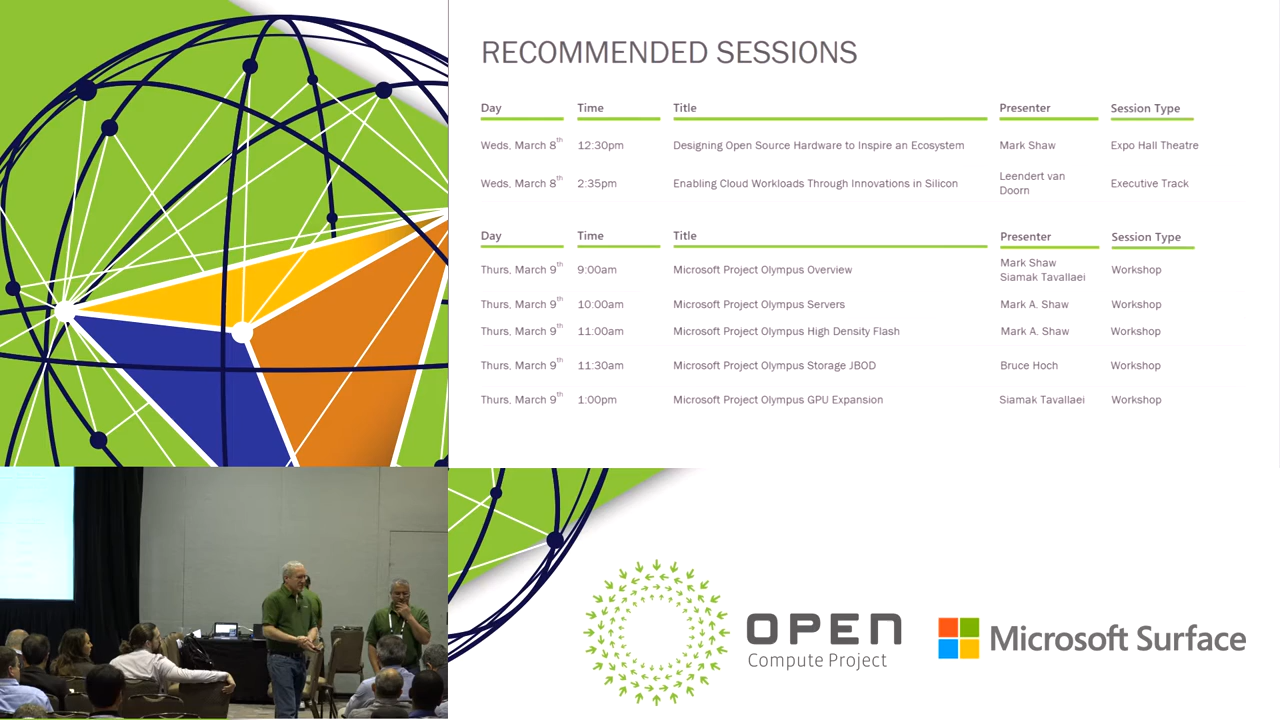 RECOMMENDED SESSIONS
Day Time Title Presenter Session Type
Weds, March 8th 12:30pm Designing Open Source Hardware to Inspire an Ecosystem Mark Shaw Expo Hall Theatre
Weds, March 8th 2:35pm Enabling Cloud Workloads Through Innovations in Silicon Leendert van Doorn Executive Track
Day Time Title Presenter Session Type
Thurs, March 9th 9:00am Microsoft Project Olympus Overview Mark Shaw Siamak Tavallaei Workshop
Thurs, March 9th 10:00am Microsoft Project Olympus Servers Mark A. Shaw Workshop
Thurs, March 9th 11:00am Microsoft Project Olympus High Density Flash Mark A. Shaw Workshop
Thurs, March 9th 11:30am Microsoft Project Olympus Storage JBOD Bruce Hoch Workshop
Thurs, March 9th 1:00pm Microsoft Project Olympus GPU Expansion Siamak Tavallaei Workshop
OPEN
Compute Project
Microsoft Surface